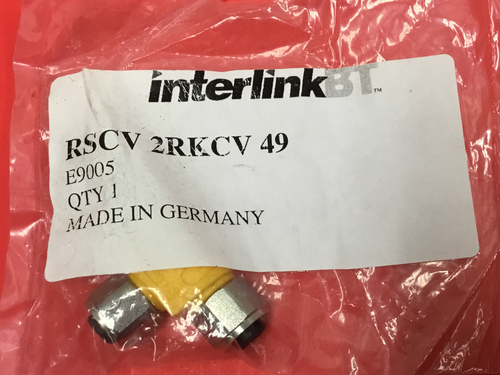 interlinkBT™
RSCV 2RKCV 49
E9005
QTY 1
MADE IN GERMANY